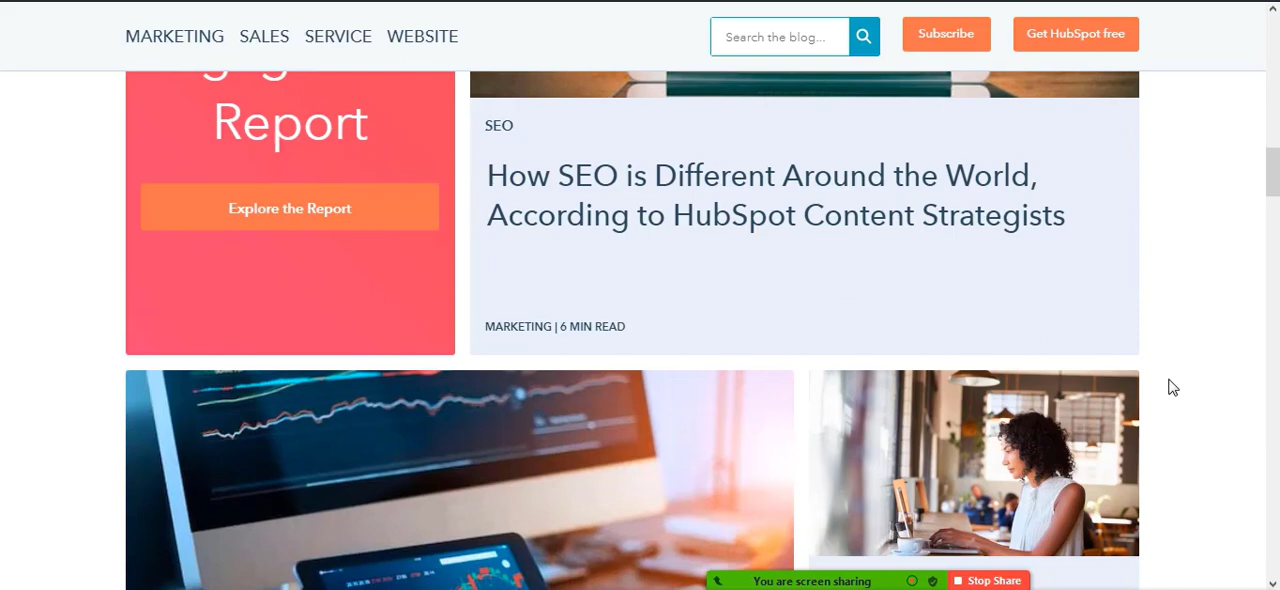 MARKETING SALES SERVICE WEBSITE
Search the blog...
Subscribe
Get HubSpot free
Report
Explore the Report
SEO
How SEO is Different Around the World,
According to HubSpot Content Strategists
MARKETING | 6 MIN READ
You are screen sharing
Stop Share